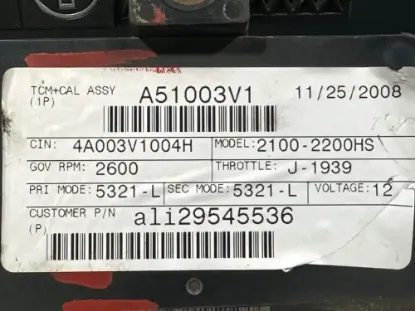 TCM+CAL ASSY A51003V1 11/25/2008
(1P)
CIN: 4A003V1004H MODEL: 2100-2200HS
GOV RPM: 2600 THROTTLE: J-1939
PRI MODE: 5321-L SEC MODE: 5321-L VOLTAGE: 12
CUSTOMER P/N ali29545536
(P)